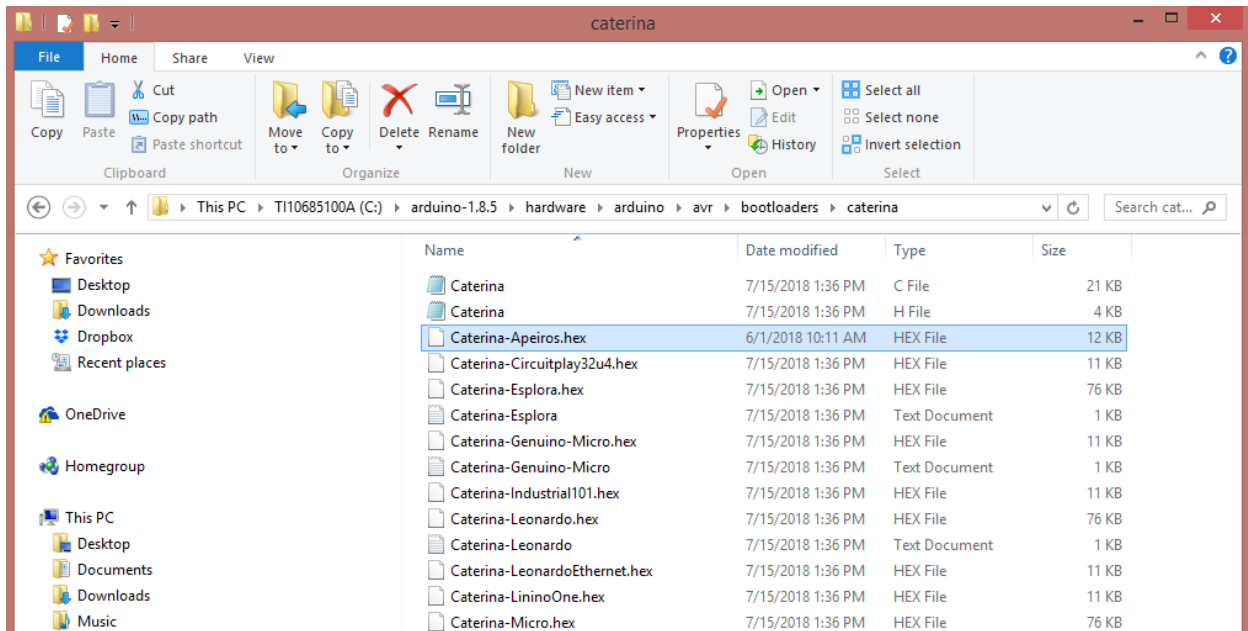 caterina
File Home Share View
Copy Paste Cut Copy path Paste shortcut
Clipboard
Move to Copy to Delete Rename
Organize
New folder New item Easy access
New
Properties Open Edit History
Open
Select all Select none Invert selection
Select
This PC TI10685100A (C:) arduino-1.8.5 hardware arduino avr bootloaders caterina Search cat...
Favorites
Desktop
Downloads
Dropbox
Recent places
OneDrive
Homegroup
This PC
Desktop
Documents
Downloads
Music
Name Date modified Type Size
Caterina 7/15/2018 1:36 PM C File 21 KB
Caterina 7/15/2018 1:36 PM H File 4 KB
Caterina-Apeiros.hex 6/1/2018 10:11 AM HEX File 12 KB
Caterina-Circuitplay32u4.hex 7/15/2018 1:36 PM HEX File 11 KB
Caterina-Esplora.hex 7/15/2018 1:36 PM HEX File 76 KB
Caterina-Esplora 7/15/2018 1:36 PM Text Document 1 KB
Caterina-Genuino-Micro.hex 7/15/2018 1:36 PM HEX File 11 KB
Caterina-Genuino-Micro 7/15/2018 1:36 PM Text Document 1 KB
Caterina-Industrial101.hex 7/15/2018 1:36 PM HEX File 11 KB
Caterina-Leonardo.hex 7/15/2018 1:36 PM HEX File 76 KB
Caterina-Leonardo 7/15/2018 1:36 PM Text Document 1 KB
Caterina-LeonardoEthernet.hex 7/15/2018 1:36 PM HEX File 11 KB
Caterina-LininoOne.hex 7/15/2018 1:36 PM HEX File 11 KB
Caterina-Micro.hex 7/15/2018 1:36 PM HEX File 76 KB